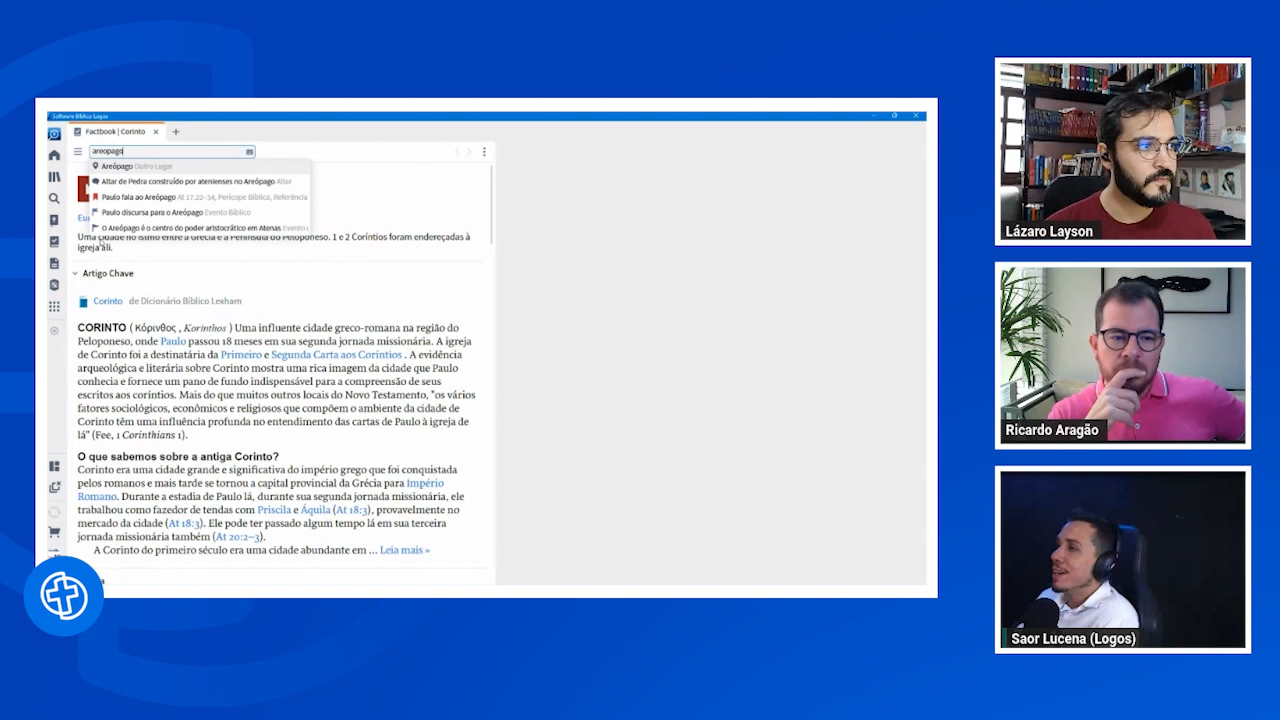 Software Bíblico Logos
Factbook | Corinto
areopago
Areópago Outro Lugar
Altar de Pedra construído por atenienses no Areópago Altar
Paulo fala ao Areópago At 17.22–34, Perícope Bíblica, Referência
Paulo discursa para o Areópago Evento Bíblico
O Areópago é o centro do poder aristocrático em Atenas Evento
Uma cidade no istmo entre a Grécia e a Península do Peloponeso. 1 e 2 Coríntios foram endereçadas à
igreja ali.
Artigo Chave
Corinto de Dicionário Bíblico Lexham
CORINTO ( Κόρινθος , Korinthos ) Uma influente cidade greco-romana na região do
Peloponeso, onde Paulo passou 18 meses em sua segunda jornada missionária. A igreja
de Corinto foi a destinatária da Primeiro e Segunda Carta aos Coríntios . A evidência
arqueológica e literária sobre Corinto mostra uma rica imagem da cidade que Paulo
conhecia e fornece um pano de fundo indispensável para a compreensão de seus
escritos aos coríntios. Mais do que muitos outros locais do Novo Testamento, "os vários
fatores sociológicos, econômicos e religiosos que compõem o ambiente da cidade de
Corinto têm uma influência profunda no entendimento das cartas de Paulo à igreja de
lá" (Fee, 1 Corinthians 1).
O que sabemos sobre a antiga Corinto?
Corinto era uma cidade grande e significativa do império grego que foi conquistada
pelos romanos e mais tarde se tornou a capital provincial da Grécia para Império
Romano. Durante a estadia de Paulo lá, durante sua segunda jornada missionária, ele
trabalhou como fazedor de tendas com Priscila e Áquila (At 18:3), provavelmente no
mercado da cidade (At 18:3). Ele pode ter passado algum tempo lá em sua terceira
jornada missionária também (At 20:2–3).
A Corinto do primeiro século era uma cidade abundante em ... Leia mais »
Lázaro Layson
Ricardo Aragão
Saor Lucena (Logos)